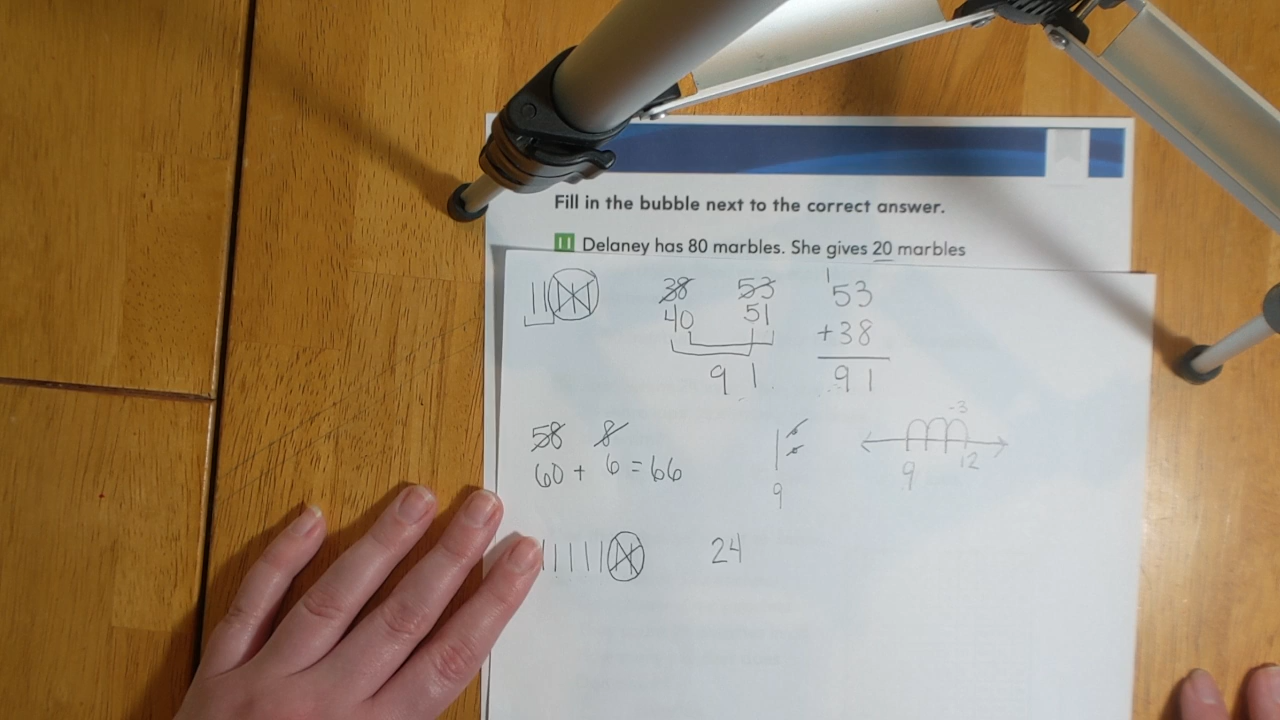 Fill in the bubble next to the correct answer.
11 Delaney has 80 marbles. She gives 20 marbles
38 53 1
40 51 53
+38
91 91
58 8
60 + 6 = 66
9
-3
9 12
24